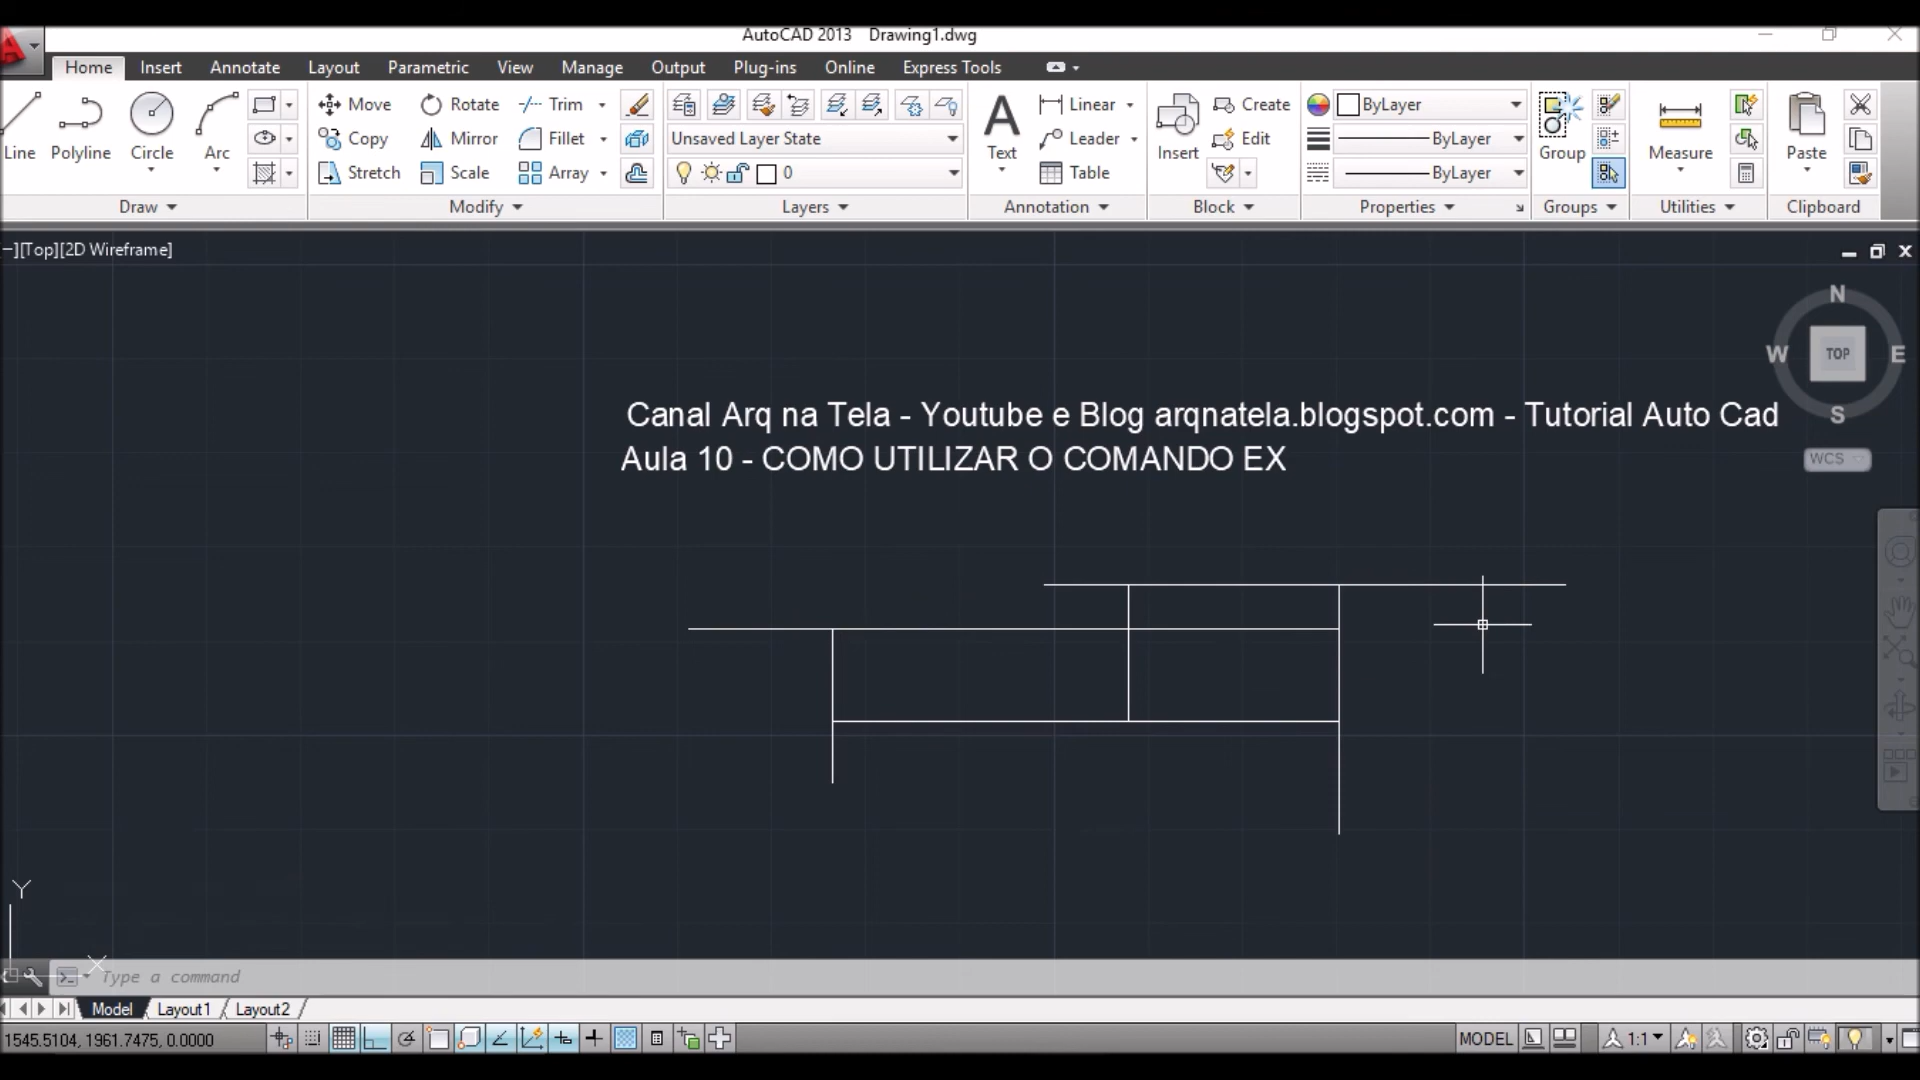 AutoCAD 2013 Drawing1.dwg
Home Insert Annotate Layout Parametric View Manage Output Plug-ins Online Express Tools
Line Polyline Circle Arc
Move Rotate Trim
Copy Mirror Fillet
Stretch Scale Array
Unsaved Layer State
0
Text Linear
Leader
Table
Insert Create
Edit
ByLayer
ByLayer
ByLayer
Group Measure Paste
Draw Modify Layers Annotation Block Properties Groups Utilities Clipboard
−][Top][2D Wireframe]
N
W TOP E
S
WCS
Canal Arq na Tela - Youtube e Blog arqnatela.blogspot.com - Tutorial Auto Cad
Aula 10 - COMO UTILIZAR O COMANDO EX
Y
X
Type a command
Model Layout1 Layout2
1545.5104, 1961.7475, 0.0000 MODEL 1:1